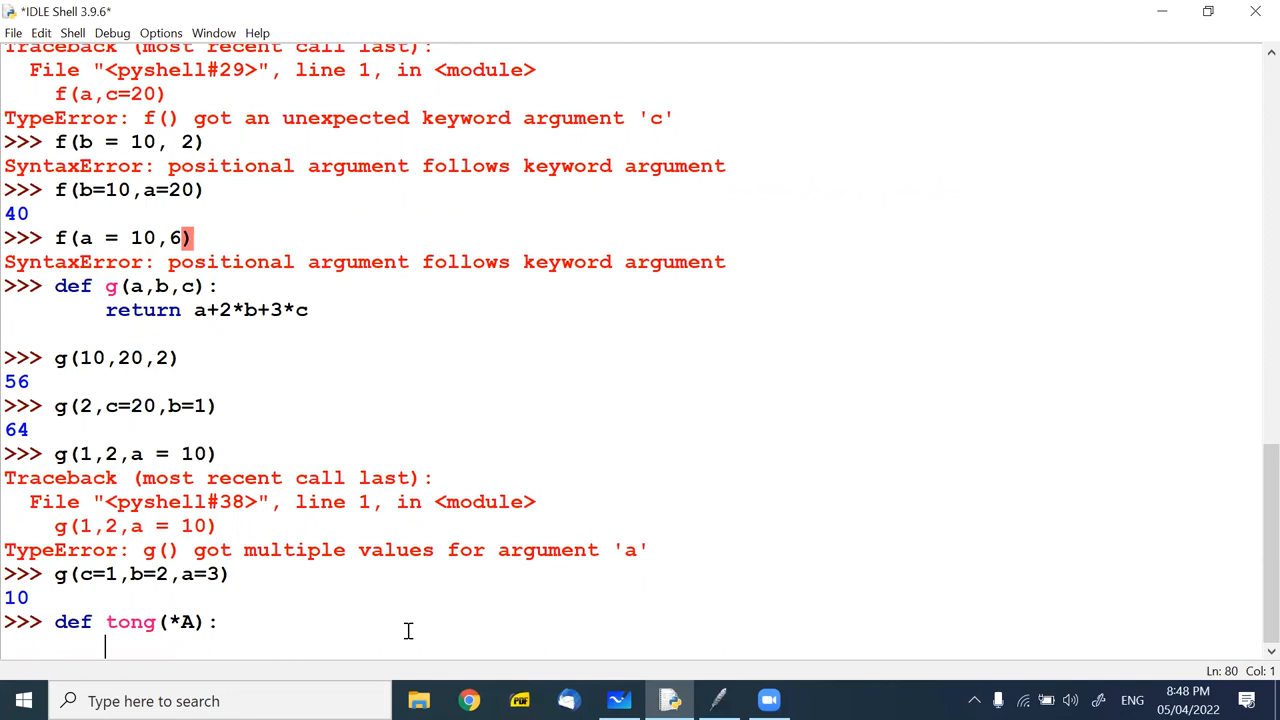 *IDLE Shell 3.9.6*
File Edit Shell Debug Options Window Help
Traceback (most recent call last):
  File "<pyshell#29>", line 1, in <module>
    f(a,c=20)
TypeError: f() got an unexpected keyword argument 'c'
>>> f(b = 10, 2)
SyntaxError: positional argument follows keyword argument
>>> f(b=10,a=20)
40
>>> f(a = 10,6)
SyntaxError: positional argument follows keyword argument
>>> def g(a,b,c):
        return a+2*b+3*c
>>> g(10,20,2)
56
>>> g(2,c=20,b=1)
64
>>> g(1,2,a = 10)
Traceback (most recent call last):
  File "<pyshell#38>", line 1, in <module>
    g(1,2,a = 10)
TypeError: g() got multiple values for argument 'a'
>>> g(c=1,b=2,a=3)
10
>>> def tong(*A):
Ln: 80 Col: 1
Type here to search
PDF
ENG
8:48 PM
05/04/2022